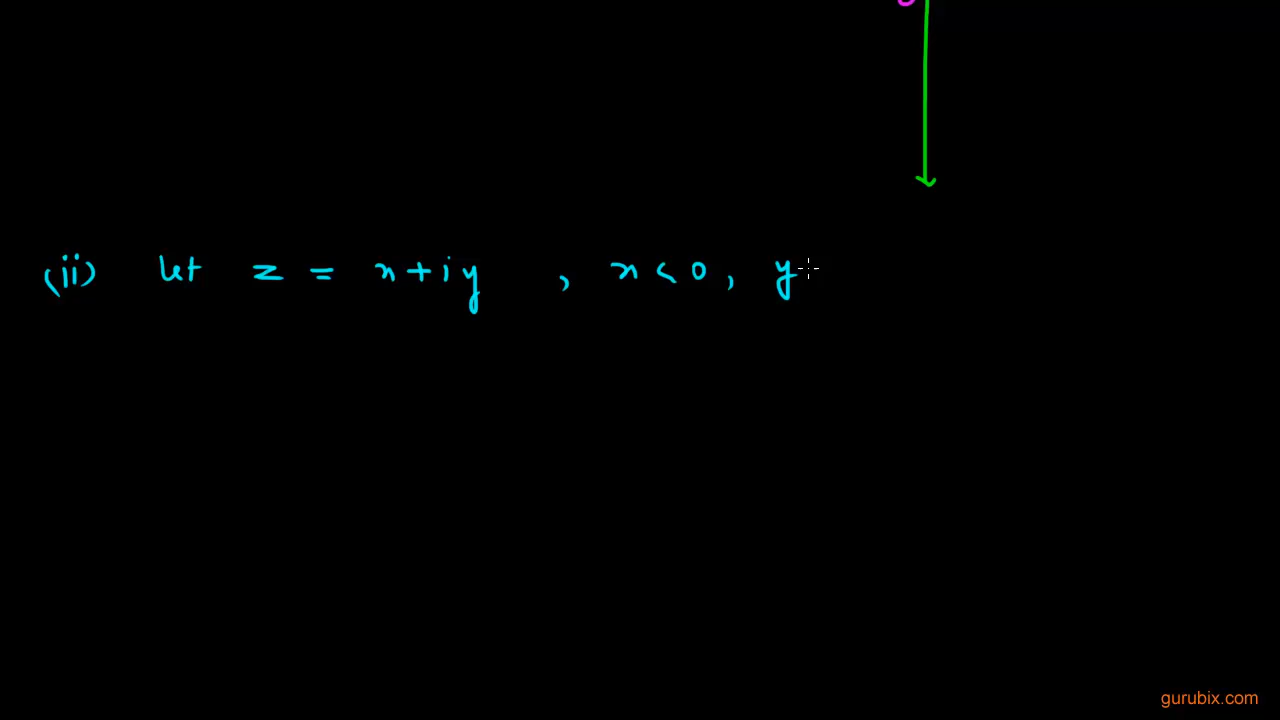 (ii) let z = x + iy , x < 0, y
gurubix.com